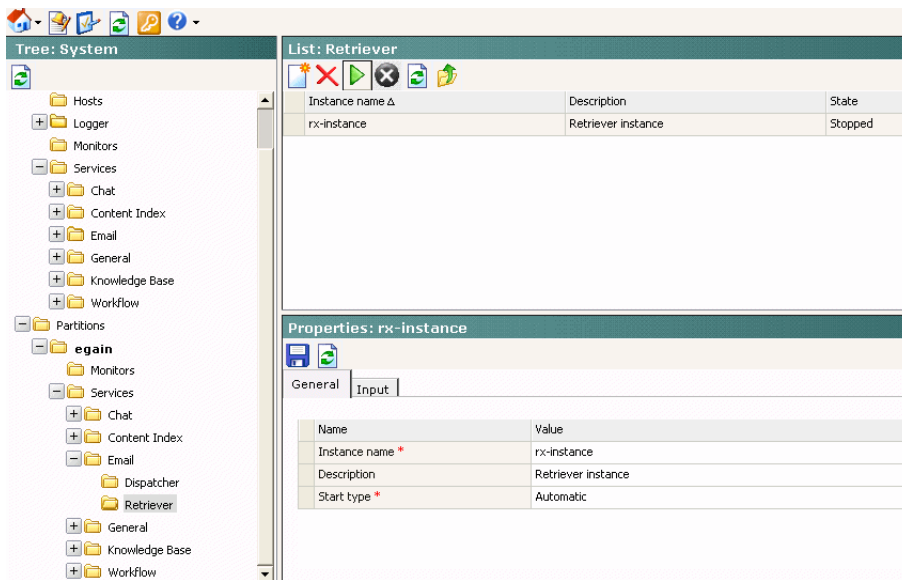 Tree: System
Hosts
Logger
Monitors
Services
Chat
Content Index
Email
General
Knowledge Base
Workflow
Partitions
egain
Monitors
Services
Chat
Content Index
Email
Dispatcher
Retriever
General
Knowledge Base
Workflow
List: Retriever
Instance name Description State
rx-instance Retriever instance Stopped
Properties: rx-instance
General Input
Name Value
Instance name * rx-instance
Description Retriever instance
Start type * Automatic